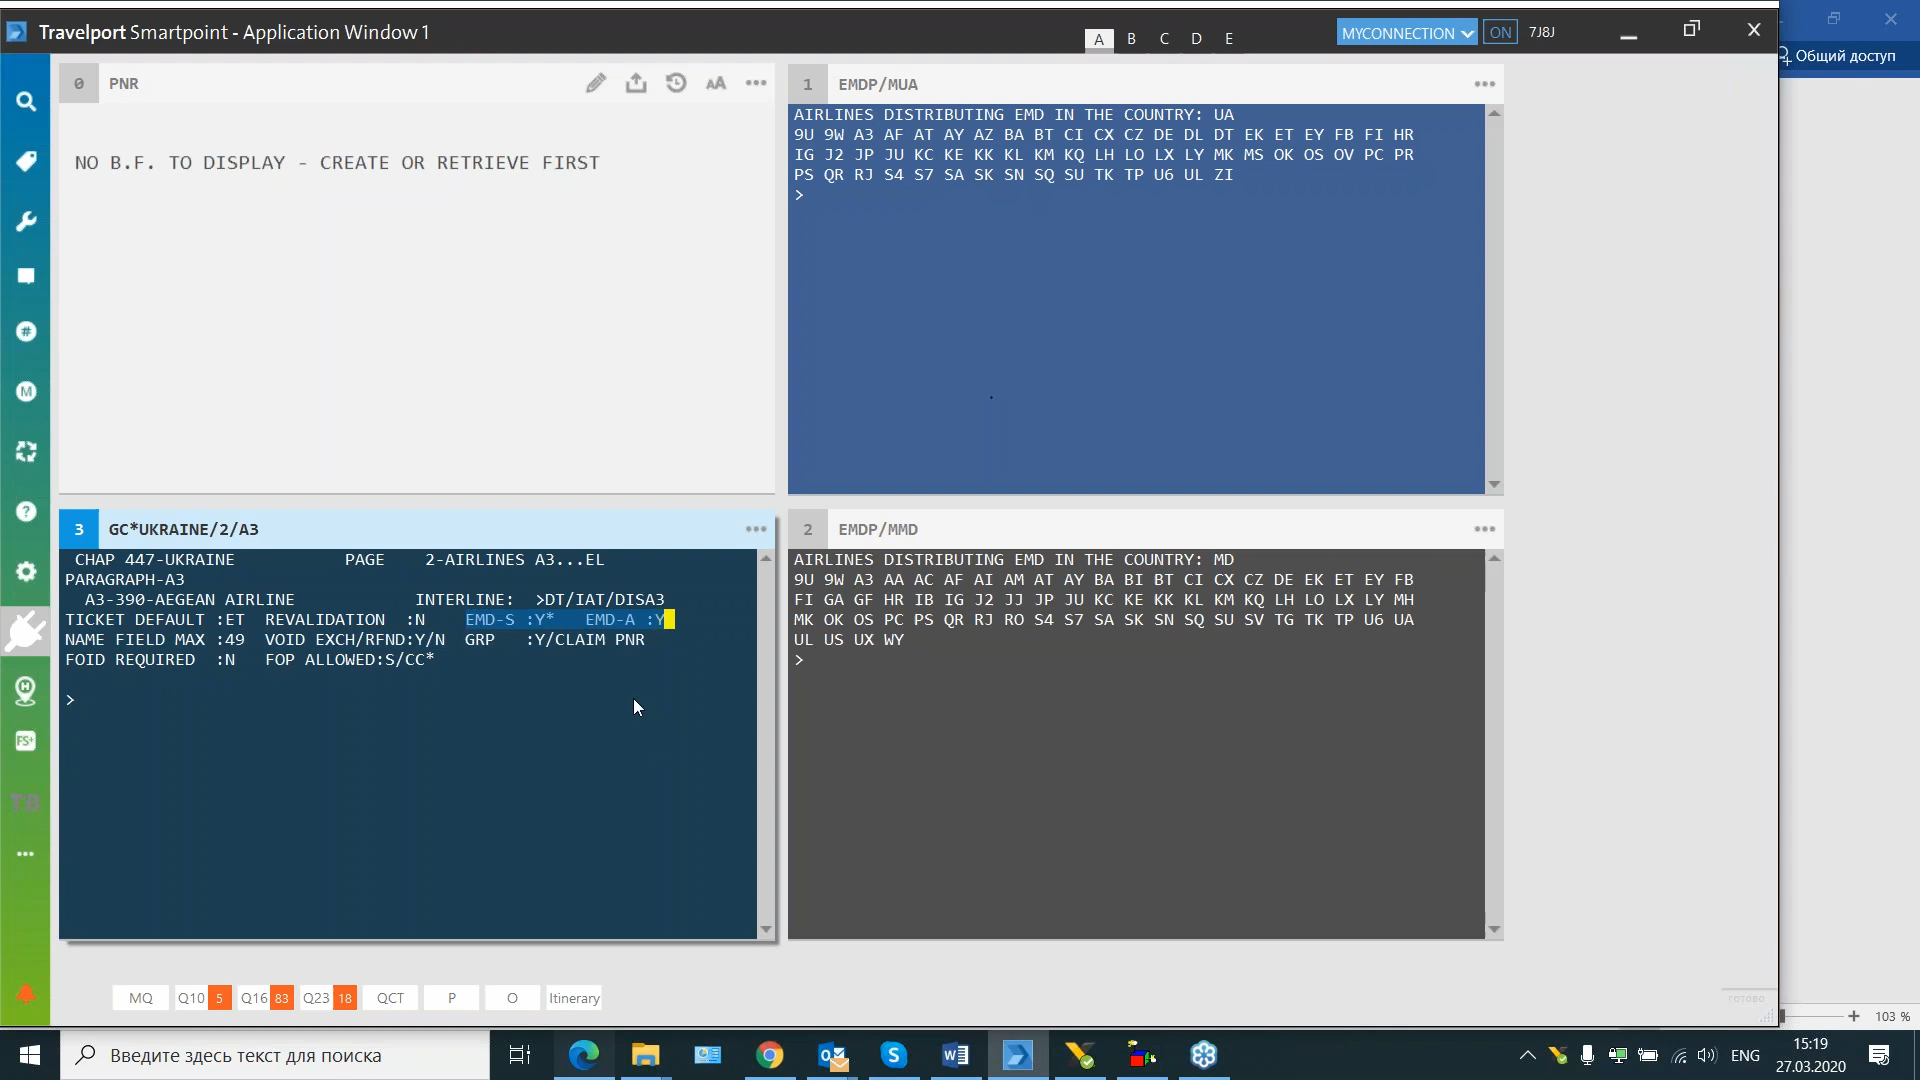 Travelport Smartpoint - Application Window 1
A B C D E
MYCONNECTION ON 7J8J
Общий доступ
0 PNR AA
NO B.F. TO DISPLAY - CREATE OR RETRIEVE FIRST
1 EMDP/MUA
AIRLINES DISTRIBUTING EMD IN THE COUNTRY: UA
9U 9W A3 AF AT AY AZ BA BT CI CX CZ DE DL DT EK ET EY FB FI HR
IG J2 JP JU KC KE KK KL KM KQ LH LO LX LY MK MS OK OS OV PC PR
PS QR RJ S4 S7 SA SK SN SQ SU TK TP U6 UL ZI
>
3 GC*UKRAINE/2/A3
CHAP 447-UKRAINE PAGE 2-AIRLINES A3...EL
PARAGRAPH-A3
A3-390-AEGEAN AIRLINE INTERLINE: >DT/IAT/DISA3
TICKET DEFAULT :ET REVALIDATION :N EMD-S :Y* EMD-A :Y
NAME FIELD MAX :49 VOID EXCH/RFND:Y/N GRP :Y/CLAIM PNR
FOID REQUIRED :N FOP ALLOWED:S/CC*
>
2 EMDP/MMD
AIRLINES DISTRIBUTING EMD IN THE COUNTRY: MD
9U 9W A3 AA AC AF AI AM AT AY BA BI BT CI CX CZ DE EK ET EY FB
FI GA GF HR IB IG J2 JJ JP JU KC KE KK KL KM KQ LH LO LX LY MH
MK OK OS PC PS QR RJ RO S4 S7 SA SK SN SQ SU SV TG TK TP U6 UA
UL US UX WY
>
M
H
FS+
TB
MQ Q10 5 Q16 83 Q23 18 QCT P O Itinerary
готово
103 %
Введите здесь текст для поиска
ENG
15:19
27.03.2020